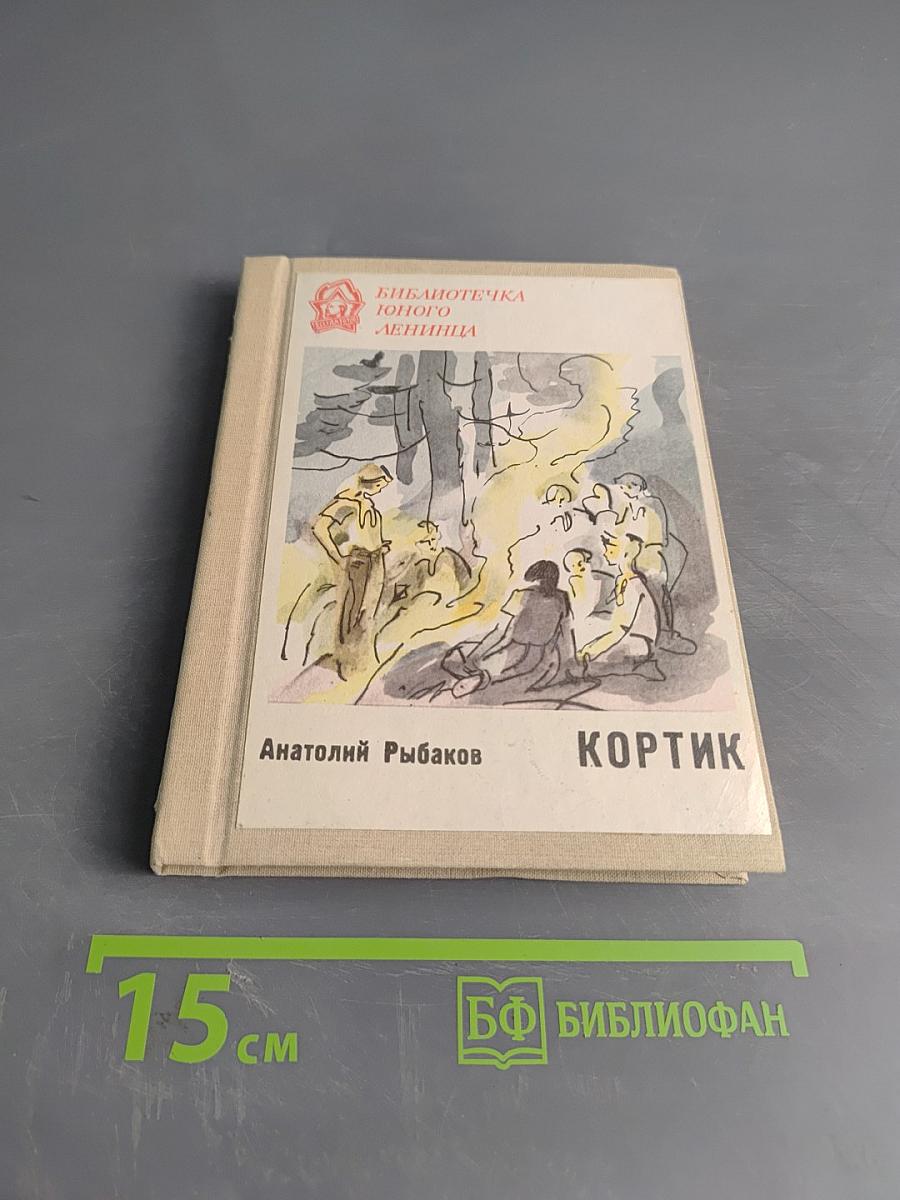 БИБЛИОТЕЧКА
ЮНОГО
ЛЕНИНЦА
Анатолий Рыбаков
КОРТИК
15 см
БФ БИБЛИОФАН